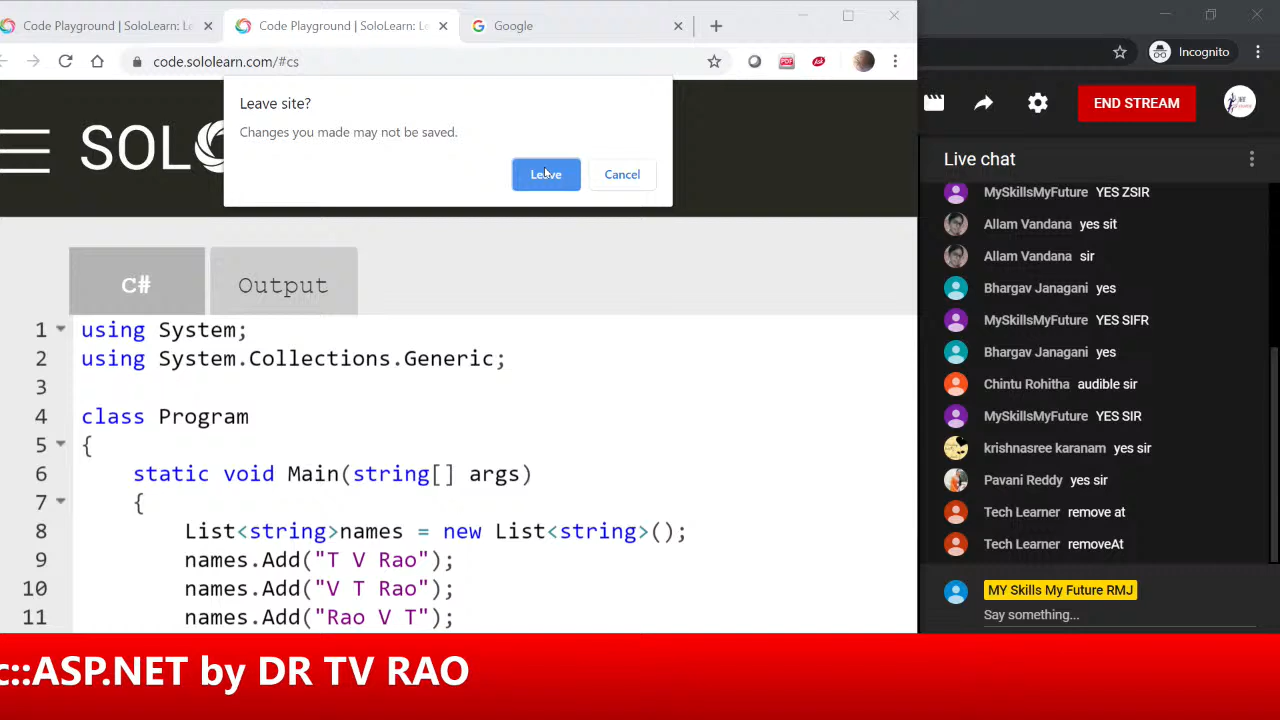 Code Playground | SoloLearn: Le
Code Playground | SoloLearn: Le
Google
code.sololearn.com/#cs
Incognito
Leave site?
Changes you made may not be saved.
Leave
Cancel
SOLO
END STREAM
Live chat
C#
Output
1 using System;
2 using System.Collections.Generic;
3
4 class Program
5 {
6 static void Main(string[] args)
7 {
8 List<string>names = new List<string>();
9 names.Add("T V Rao");
10 names.Add("V T Rao");
11 names.Add("Rao V T");
MySkillsMyFuture YES ZSIR
Allam Vandana yes sit
Allam Vandana sir
Bhargav Janagani yes
MySkillsMyFuture YES SIFR
Bhargav Janagani yes
Chintu Rohitha audible sir
MySkillsMyFuture YES SIR
krishnasree karanam yes sir
Pavani Reddy yes sir
Tech Learner remove at
Tech Learner removeAt
MY Skills My Future RMJ
Say something...
c::ASP.NET by DR TV RAO